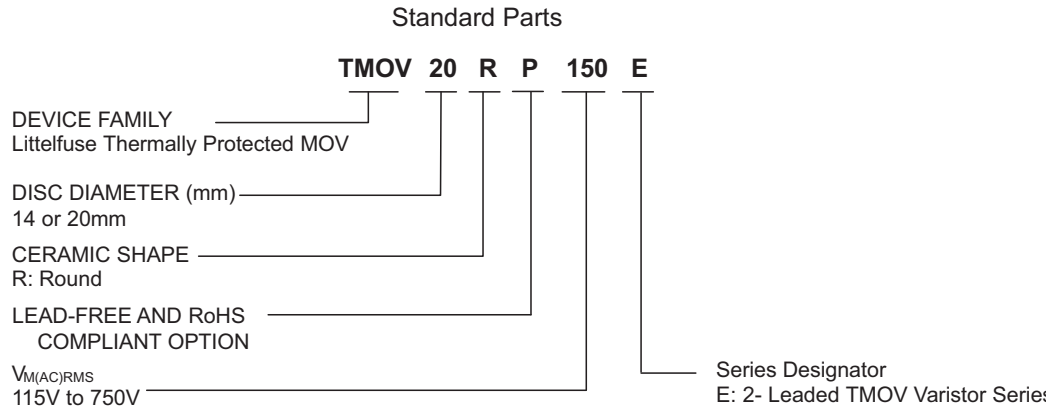 Standard Parts
TMOV 20 R P 150 E
DEVICE FAMILY
Littelfuse Thermally Protected MOV
DISC DIAMETER (mm)
14 or 20mm
CERAMIC SHAPE
R: Round
LEAD-FREE AND RoHS
COMPLIANT OPTION
VM(AC)RMS
115V to 750V
Series Designator
E: 2- Leaded TMOV Varistor Series